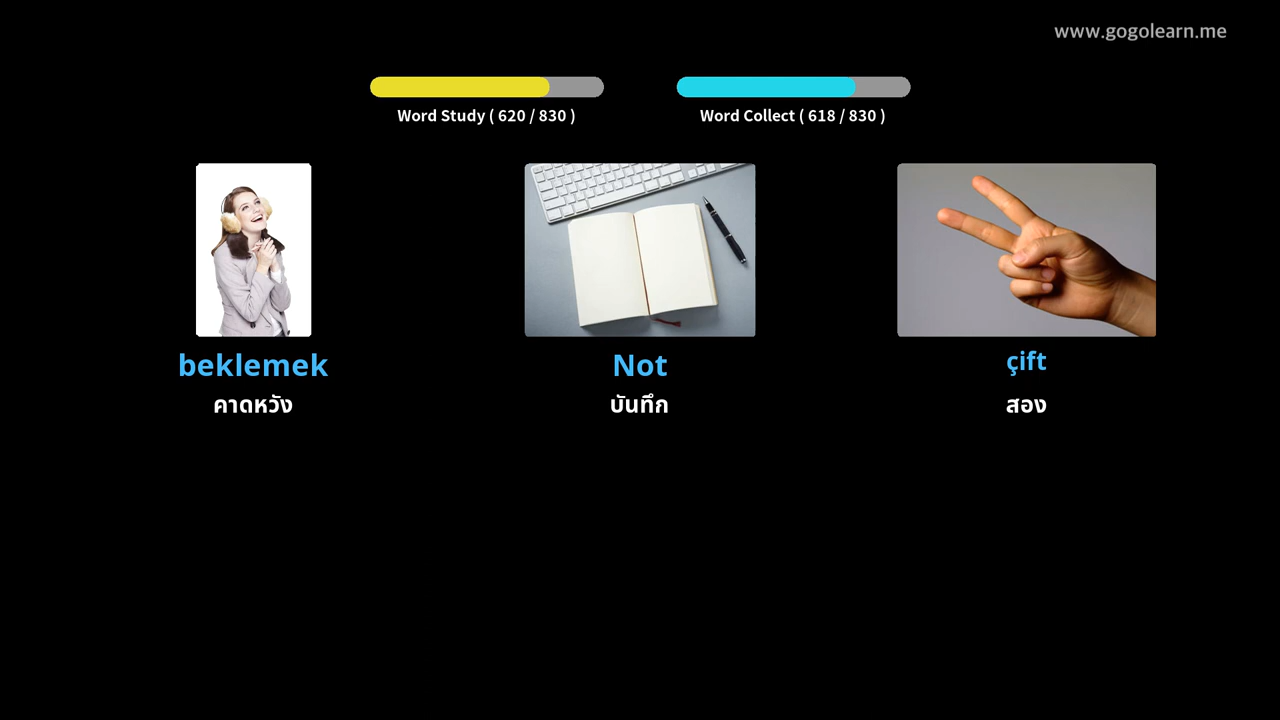 www.gogolearn.me
Word Study ( 620 / 830 )
Word Collect ( 618 / 830 )
beklemek
คาดหวัง
Not
บันทึก
çift
สอง